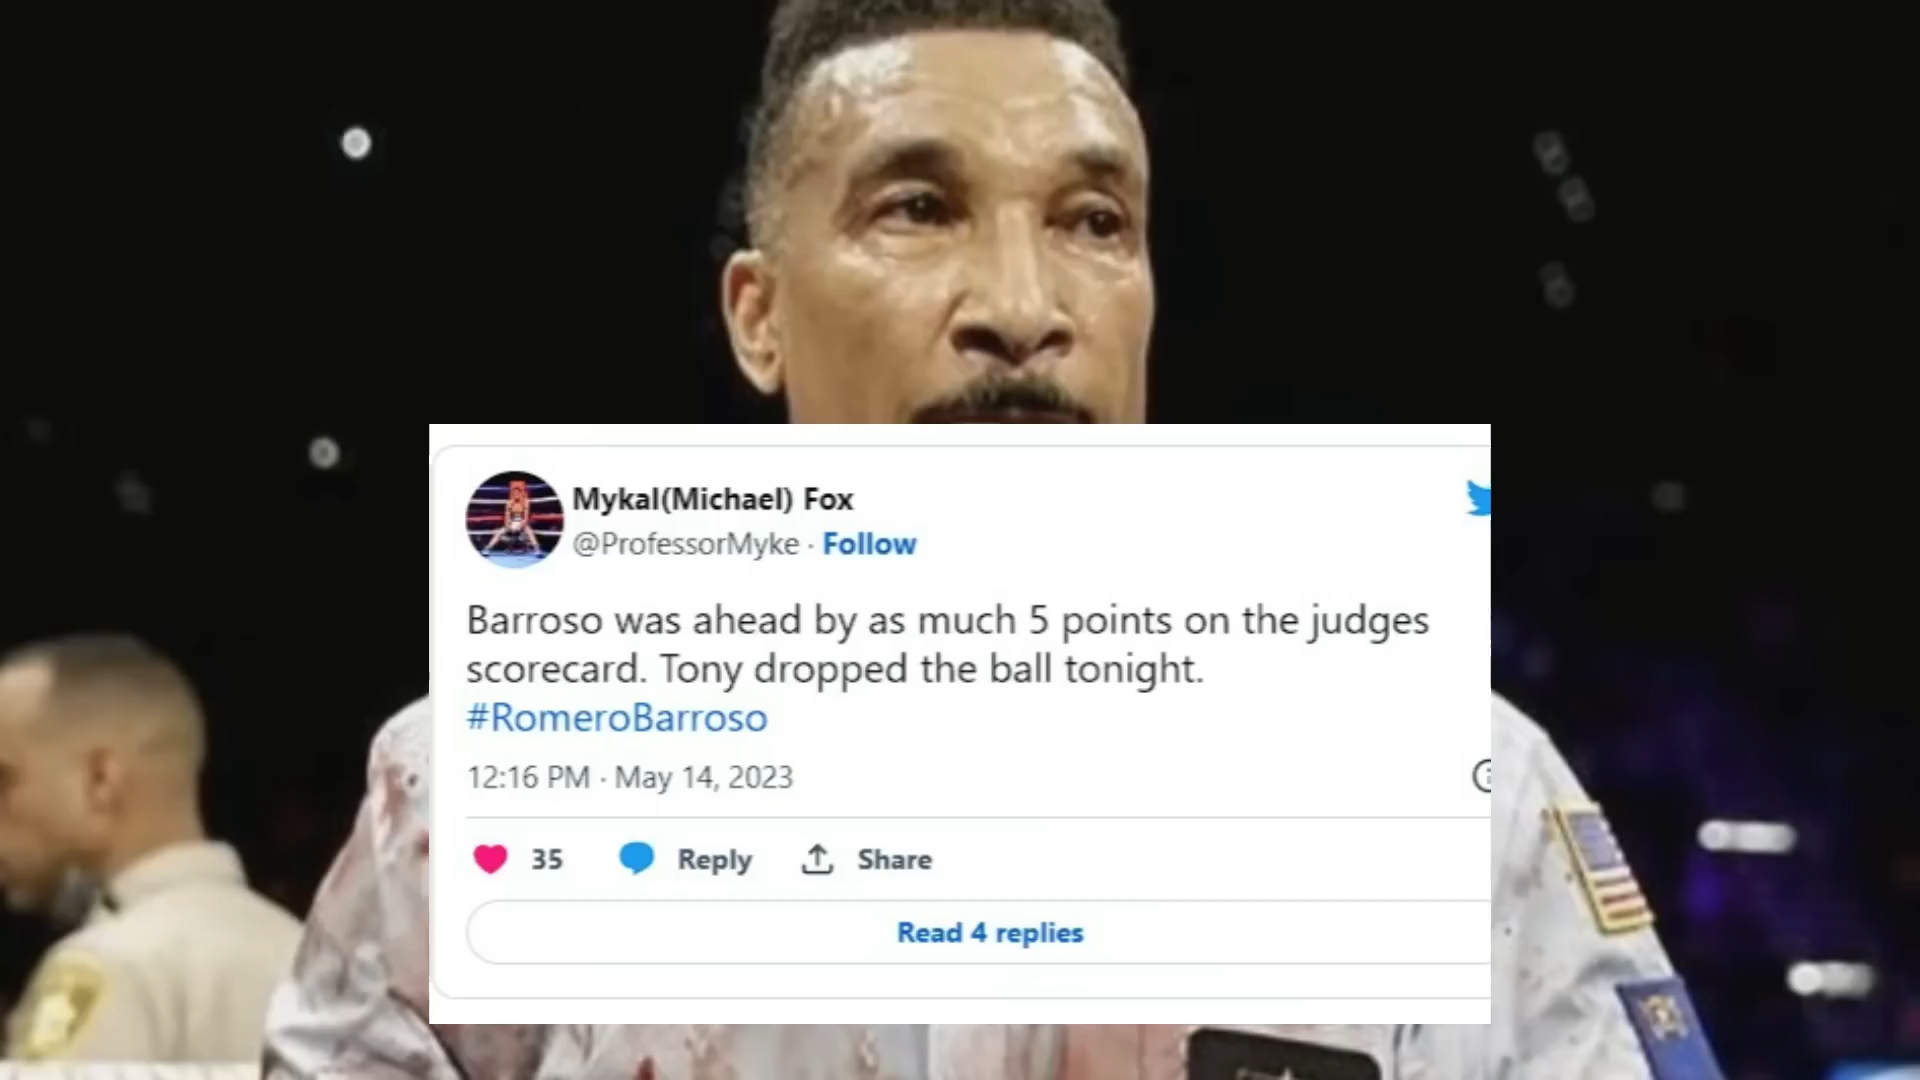 Mykal(Michael) Fox
@ProfessorMyke · Follow
Barroso was ahead by as much 5 points on the judges
scorecard. Tony dropped the ball tonight.
#RomeroBarroso
12:16 PM · May 14, 2023
35 Reply Share
Read 4 replies